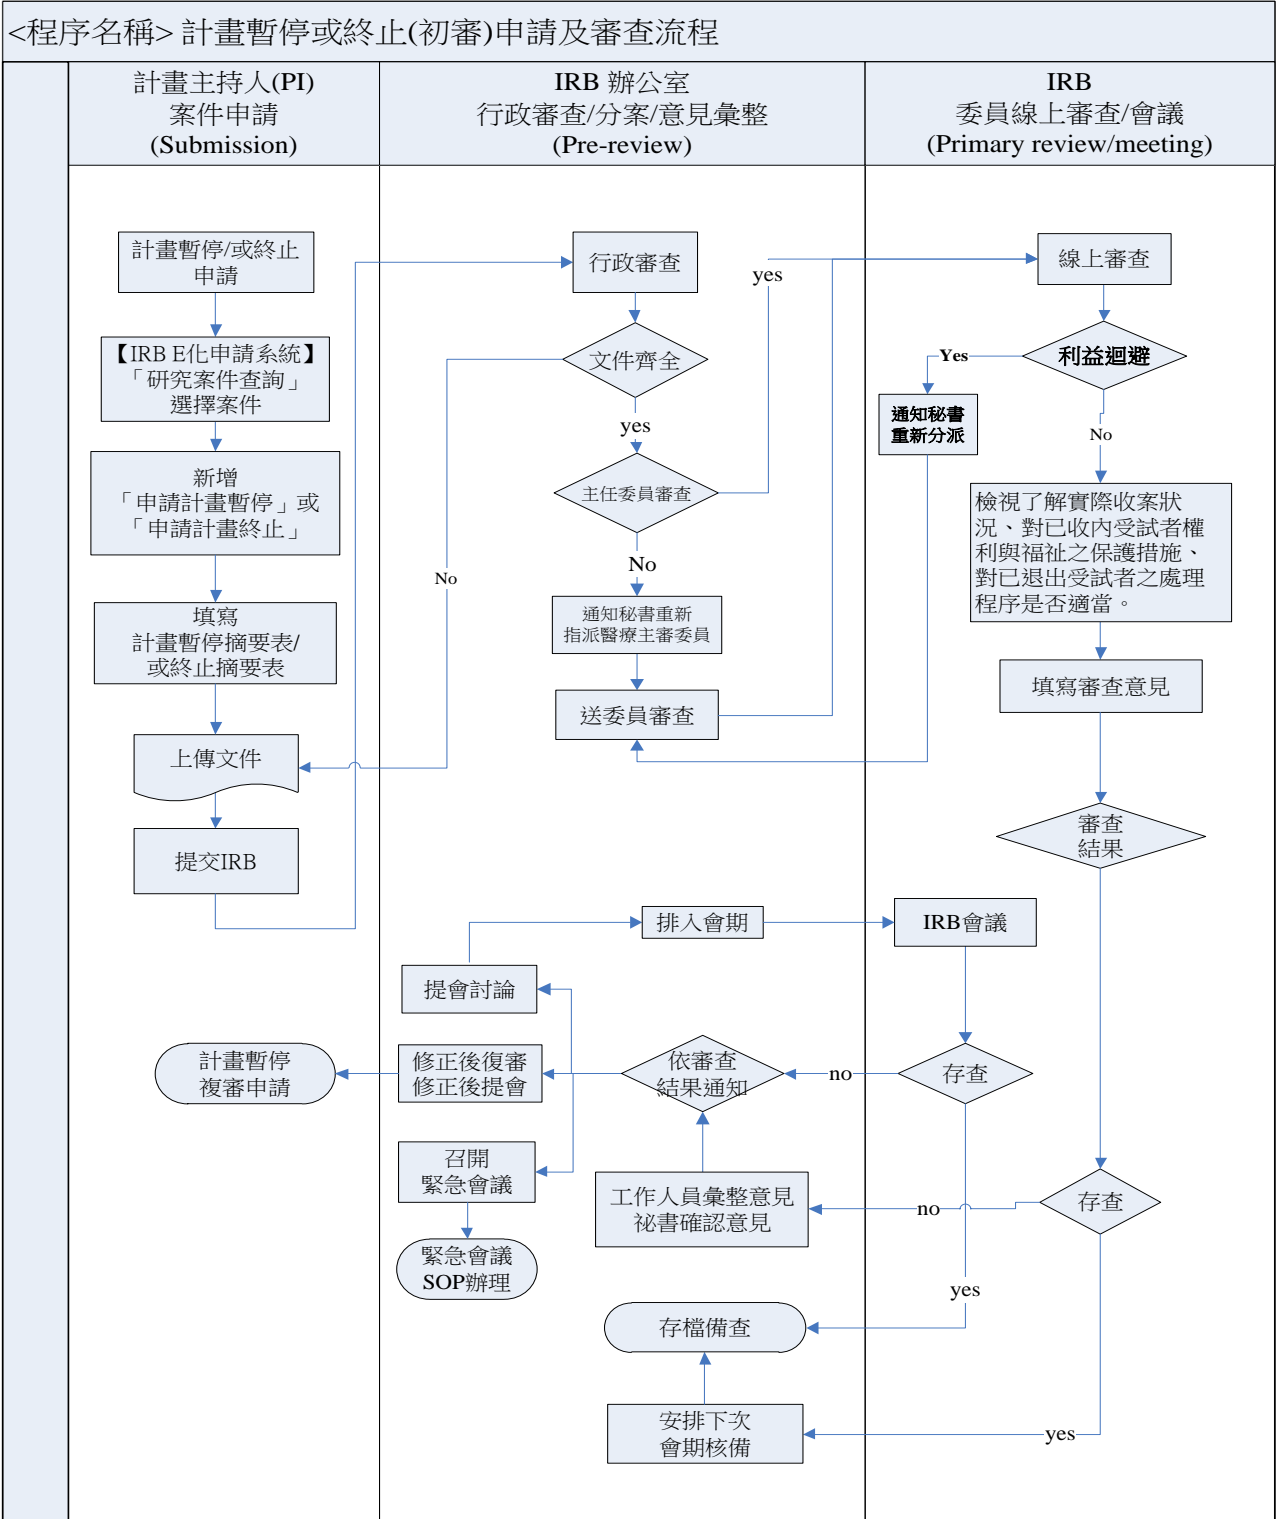 <程序名稱> 計畫暫停或終止(初審)申請及審查流程
計畫主持人(PI)
案件申請
(Submission)
IRB 辦公室
行政審查/分案/意見彙整
(Pre-review)
IRB
委員線上審查/會議
(Primary review/meeting)
計畫暫停/或終止
申請
【IRB E化申請系統】
「研究案件查詢」
選擇案件
新增
「申請計畫暫停」或
「申請計畫終止」
填寫
計畫暫停摘要表/
或終止摘要表
上傳文件
提交IRB
行政審查
文件齊全
yes
No
主任委員審查
yes
No
通知秘書重新
指派醫療主審委員
送委員審查
線上審查
利益迴避
Yes
通知秘書
重新分派
No
檢視了解實際收案狀
況、對已收內受試者權
利與福祉之保護措施、
對已退出受試者之處理
程序是否適當。
填寫審查意見
審查
結果
排入會期
IRB會議
提會討論
計畫暫停
複審申請
修正後復審
修正後提會
依審查
結果通知
no
存查
召開
緊急會議
工作人員彙整意見
祕書確認意見
no
存查
緊急會議
SOP辦理
yes
存檔備查
安排下次
會期核備
yes